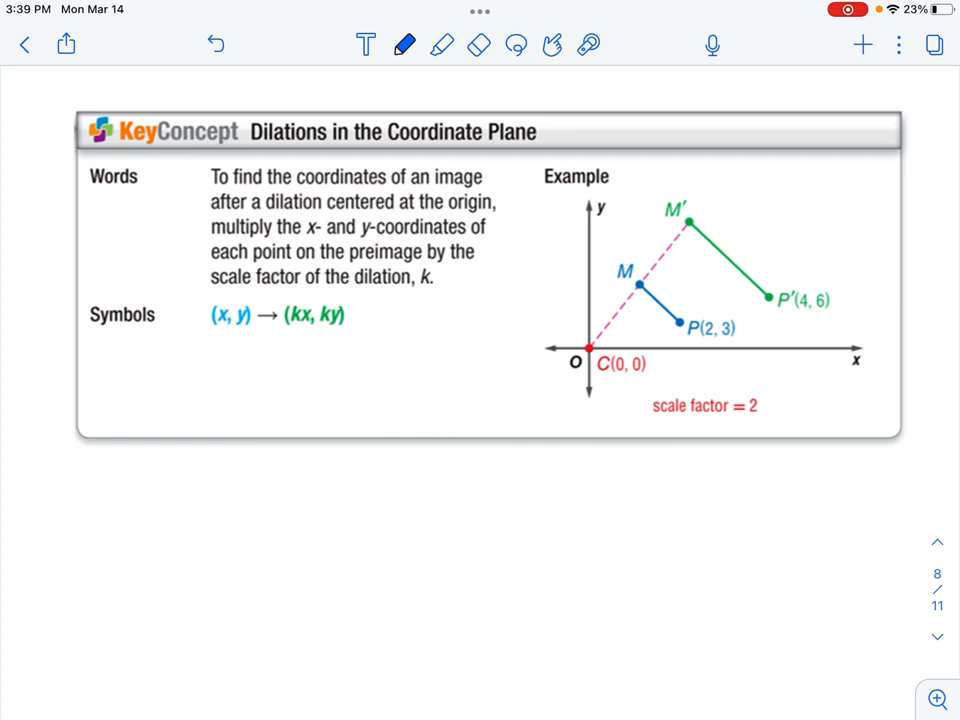 3:39 PM Mon Mar 14
23%
T
KeyConcept Dilations in the Coordinate Plane
Words
To find the coordinates of an image
after a dilation centered at the origin,
multiply the x- and y-coordinates of
each point on the preimage by the
scale factor of the dilation, k.
Symbols
(x, y) → (kx, ky)
Example
y
M′
M
P′(4, 6)
P(2, 3)
O
C(0, 0)
x
scale factor = 2
8
/
11